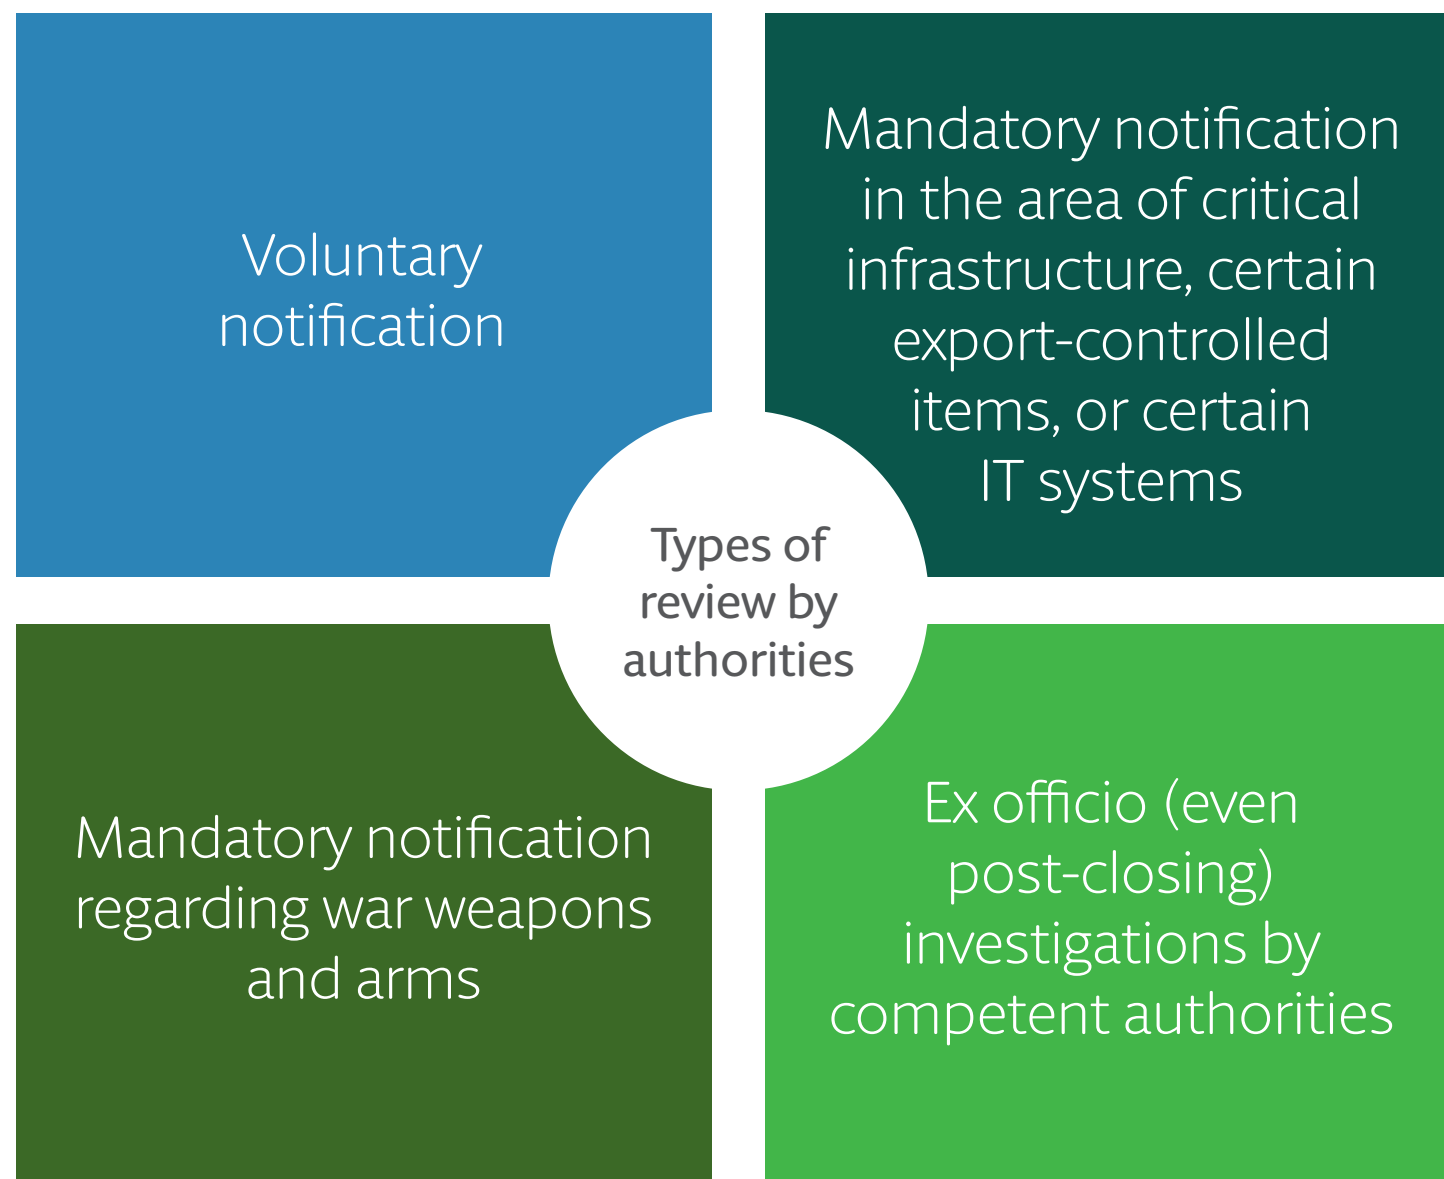 Voluntary
notification
Mandatory notification
in the area of critical
infrastructure, certain
export-controlled
items, or certain
IT systems
Types of
review by
authorities
Mandatory notification
regarding war weapons
and arms
Ex officio (even
post-closing)
investigations by
competent authorities